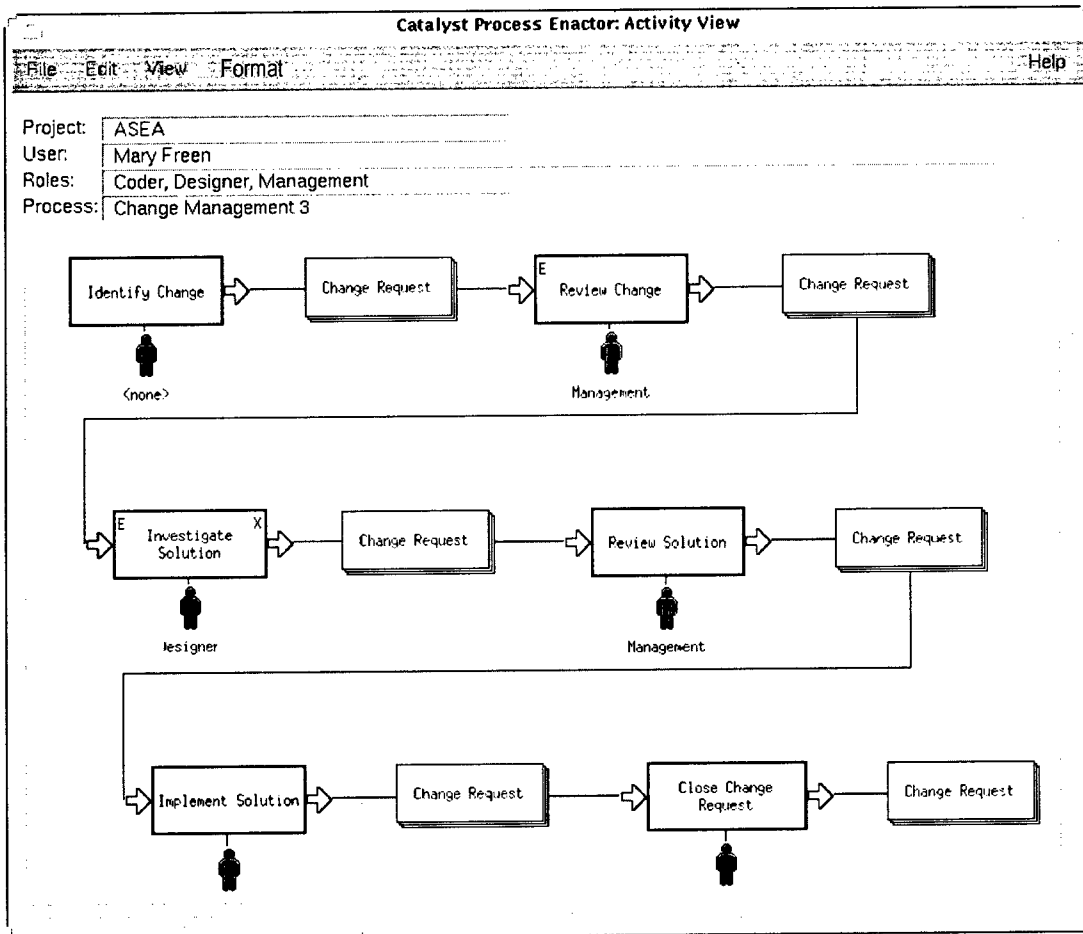 Catalyst Process Enactor: Activity View
File Edit View Format Help
Project: ASEA
User: Mary Freen
Roles: Coder, Designer, Management
Process: Change Management 3
Identify Change
Change Request
E
Review Change
Change Request
<none>
Management
E
X
Investigate
Solution
Change Request
Review Solution
Change Request
Designer
Management
Implement Solution
Change Request
Close Change
Request
Change Request